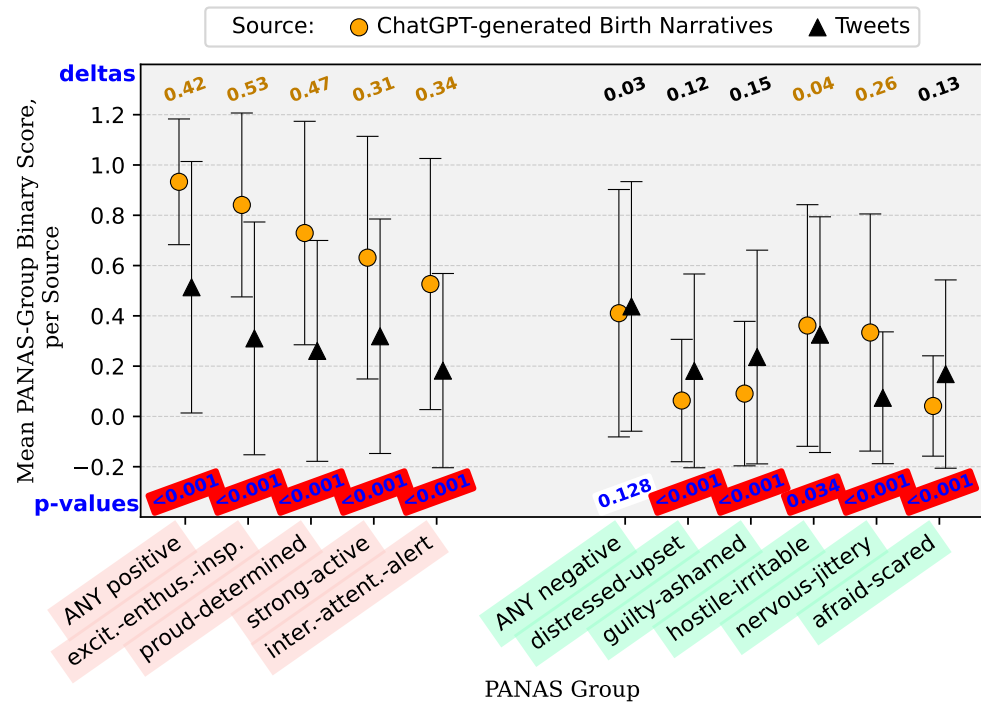 Source: ChatGPT-generated Birth Narratives Tweets
deltas
0.42 0.53 0.47 0.31 0.34 0.03 0.12 0.15 0.04 0.26 0.13
Mean PANAS-Group Binary Score,
per Source
1.2
1.0
0.8
0.6
0.4
0.2
0.0
−0.2
p-values
<0.001 <0.001 <0.001 <0.001 <0.001 0.128 <0.001 <0.001 0.034 <0.001 <0.001
ANY positive
excit.-enthus.-insp.
proud-determined
strong-active
inter.-attent.-alert
ANY negative
distressed-upset
guilty-ashamed
hostile-irritable
nervous-jittery
afraid-scared
PANAS Group